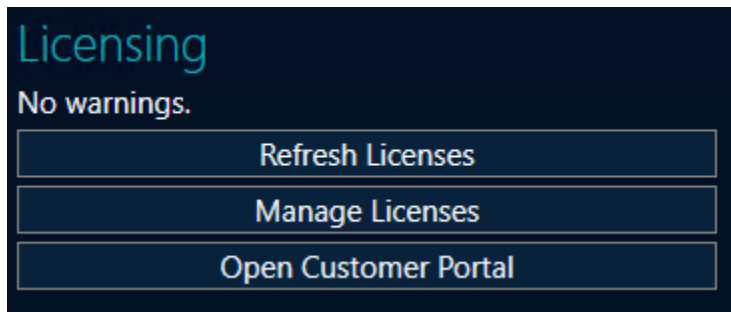 Licensing
No warnings.
Refresh Licenses
Manage Licenses
Open Customer Portal